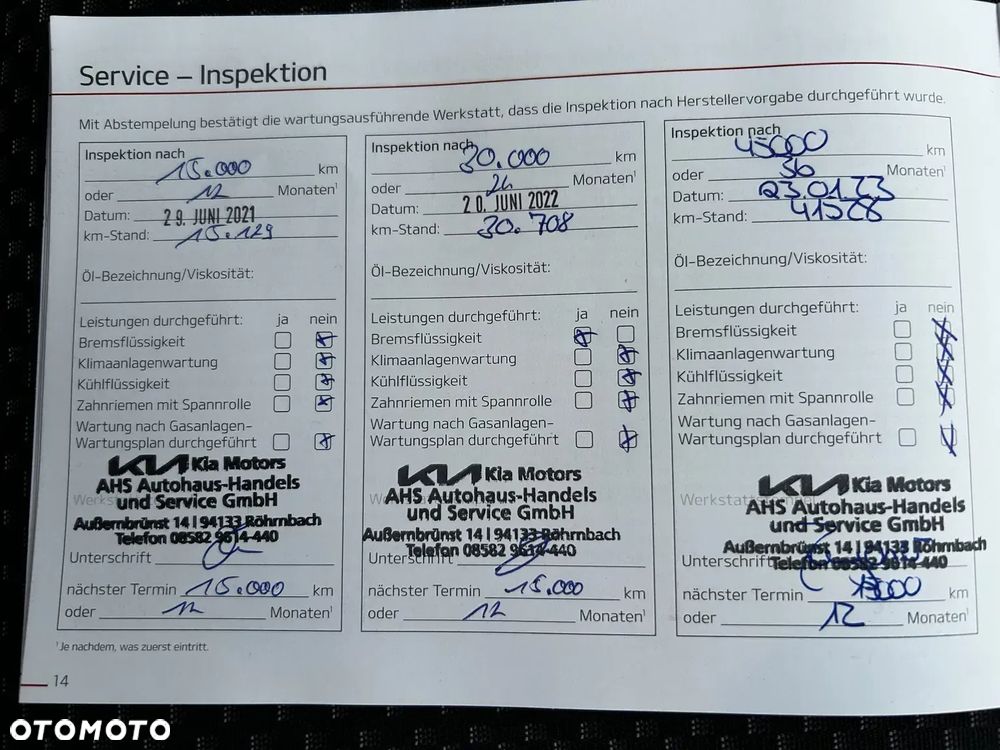 Service – Inspektion
Mit Abstempelung bestätigt die wartungsausführende Werkstatt, dass die Inspektion nach Herstellervorgabe durchgeführt wurde.
Inspektion nach 15.000 km
oder 12 Monaten¹
Datum: 29. JUNI 2021
km-Stand: 15.129
Öl-Bezeichnung/Viskosität:
Leistungen durchgeführt: ja nein
Bremsflüssigkeit
Klimaanlagenwartung
Kühlflüssigkeit
Zahnriemen mit Spannrolle
Wartung nach Gasanlagen-
Wartungsplan durchgeführt
KIA Kia Motors
AHS Autohaus-Handels
und Service GmbH
Außernbrünst 14 | 94133 Röhrnbach
Telefon 08582 9614-440
Unterschrift
nächster Termin 15.000 km
oder 12 Monaten¹
Inspektion nach 30.000 km
oder 24 Monaten¹
Datum: 20. JUNI 2022
km-Stand: 30.708
Öl-Bezeichnung/Viskosität:
Leistungen durchgeführt: ja nein
Bremsflüssigkeit
Klimaanlagenwartung
Kühlflüssigkeit
Zahnriemen mit Spannrolle
Wartung nach Gasanlagen-
Wartungsplan durchgeführt
KIA Kia Motors
AHS Autohaus-Handels
und Service GmbH
Außernbrünst 14 | 94133 Röhrnbach
Telefon 08582 9614-440
Unterschrift
nächster Termin 15.000 km
oder 12 Monaten¹
Inspektion nach 45000 km
oder 36 Monaten¹
Datum:
km-Stand:
Öl-Bezeichnung/Viskosität:
Leistungen durchgeführt: ja nein
Bremsflüssigkeit
Klimaanlagenwartung
Kühlflüssigkeit
Zahnriemen mit Spannrolle
Wartung nach Gasanlagen-
Wartungsplan durchgeführt
KIA Kia Motors
AHS Autohaus-Handels
und Service GmbH
Außernbrünst 14 | 94133 Röhrnbach
Telefon 08582 9614-440
Unterschrift
nächster Termin 15000 km
oder 12 Monaten¹
¹Je nachdem, was zuerst eintritt.
14
OTOMOTO